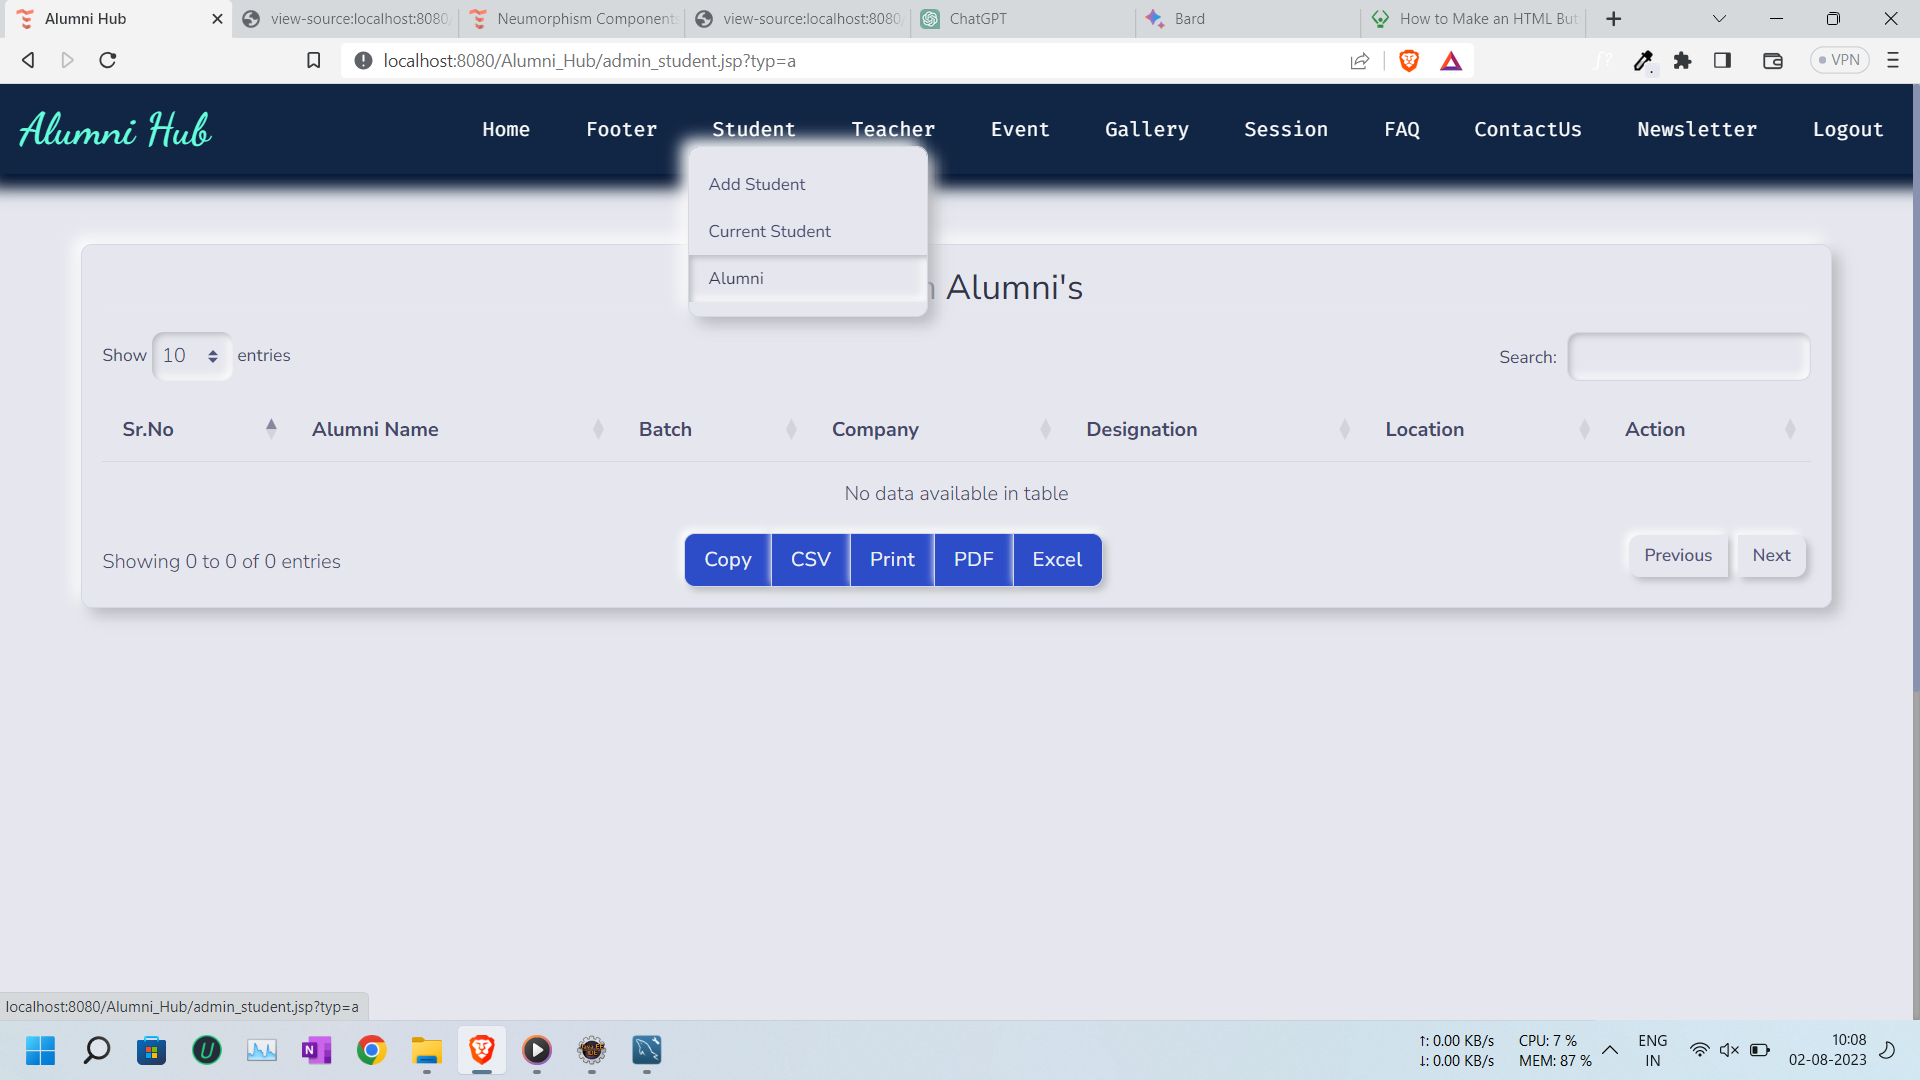 Alumni Hub
view-source:localhost:8080/
Neumorphism Component
view-source:localhost:8080/
ChatGPT
Bard
How to Make an HTML But
localhost:8080/Alumni_Hub/admin_student.jsp?typ=a
VPN
Alumni Hub
Home Footer Student Teacher Event Gallery Session FAQ ContactUs Newsletter Logout
Add Student
Current Student
Alumni
Alumni's
Show 10 entries
Search:
Sr.No Alumni Name Batch Company Designation Location Action
No data available in table
Showing 0 to 0 of 0 entries
Copy CSV Print PDF Excel
Previous Next
localhost:8080/Alumni_Hub/admin_student.jsp?typ=a
↑: 0.00 KB/s
↓: 0.00 KB/s
CPU: 7 %
MEM: 87 %
ENG
IN
10:08
02-08-2023